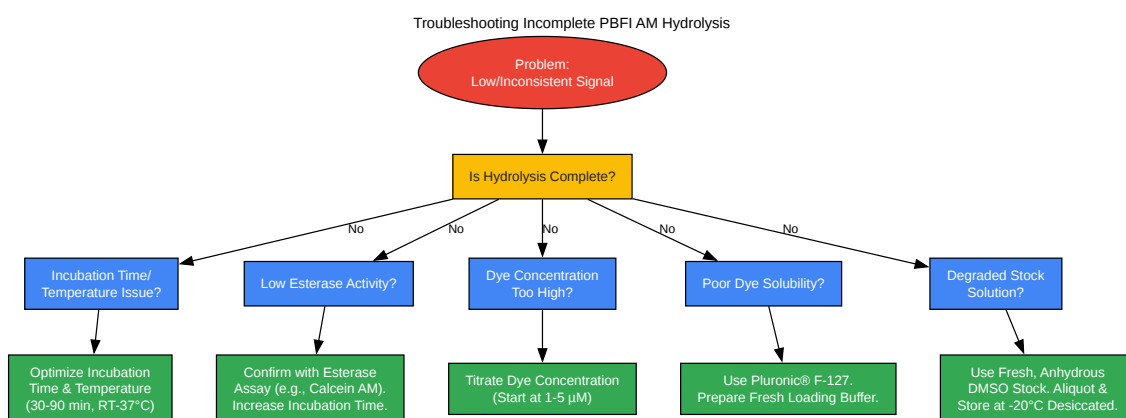 Troubleshooting Incomplete PBFI AM Hydrolysis
Problem:
Low/Inconsistent Signal
Is Hydrolysis Complete?
No
No
No
No
No
Incubation Time/
Temperature Issue?
Low Esterase Activity?
Dye Concentration
Too High?
Poor Dye Solubility?
Degraded Stock
Solution?
Optimize Incubation
Time & Temperature
(30-90 min, RT-37°C)
Confirm with Esterase
Assay (e.g., Calcein AM).
Increase Incubation Time.
Titrate Dye Concentration
(Start at 1-5 µM)
Use Pluronic® F-127.
Prepare Fresh Loading Buffer.
Use Fresh, Anhydrous
DMSO Stock. Aliquot &
Store at -20°C Desiccated.